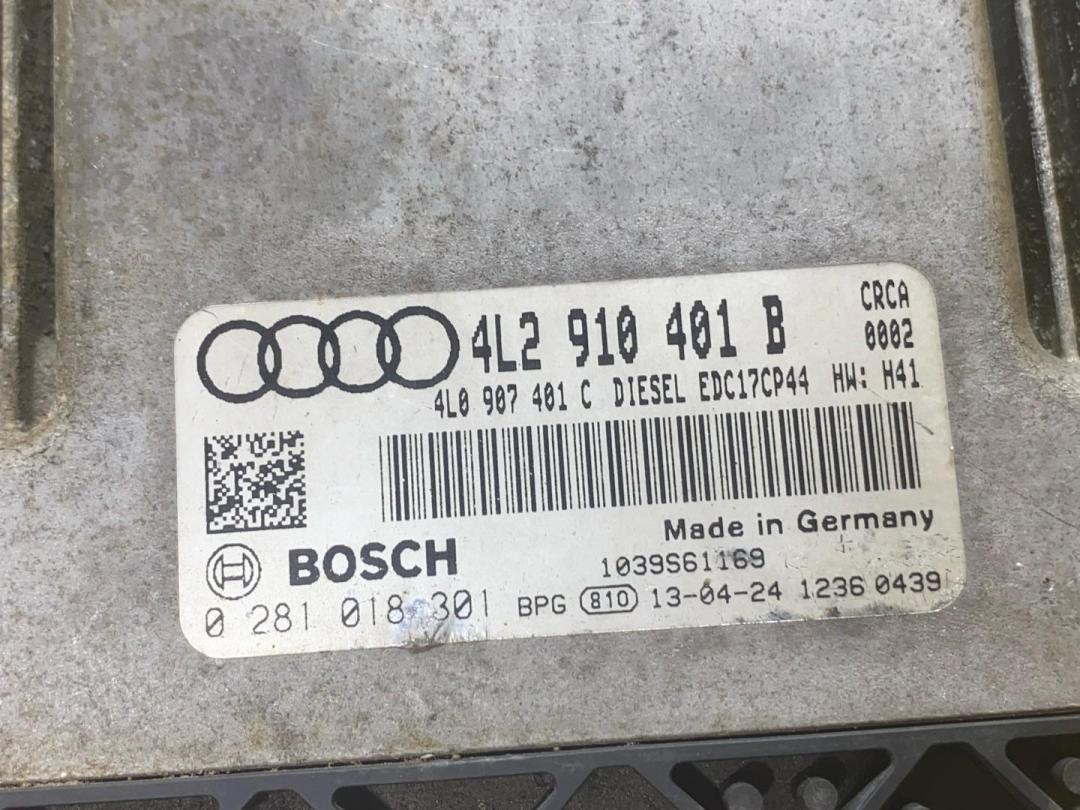 4L2 910 401 B
CRCA
0002
4L0 907 401 C DIESEL EDC17CP44 HW: H41
Made in Germany
BOSCH
1039S61169
0 281 018 301
BPG 810 13-04-24 1236 0439